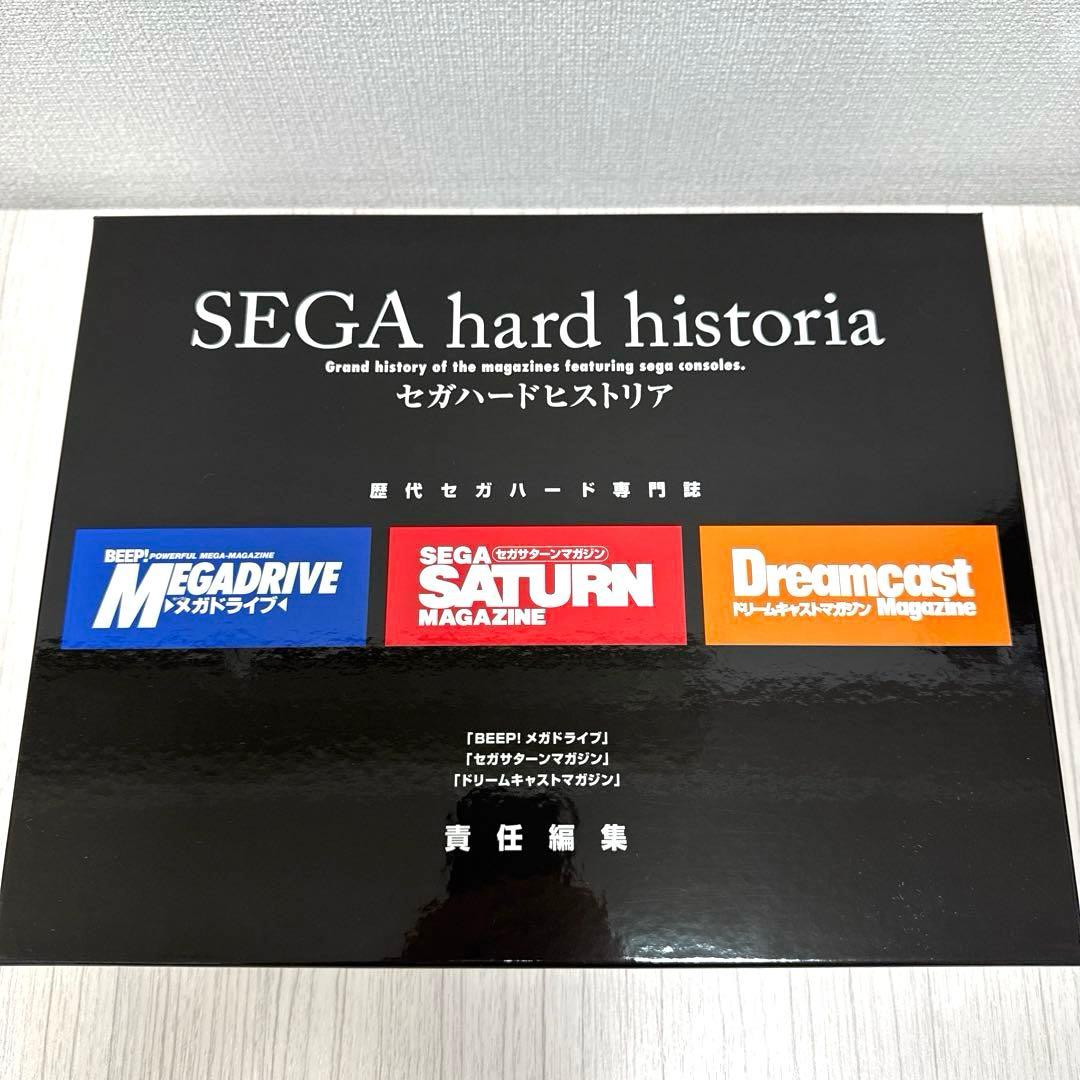 SEGA hard historia
Grand history of the magazines featuring sega consoles.
セガハードヒストリア
歴代セガハード専門誌
BEEP! POWERFUL MEGA-MAGAZINE
MEGADRIVE
メガドライブ
SEGA セガサターンマガジン
SATURN
MAGAZINE
Dreamcast
ドリームキャストマガジン Magazine
「BEEP! メガドライブ」
「セガサターンマガジン」
「ドリームキャストマガジン」
責任編集